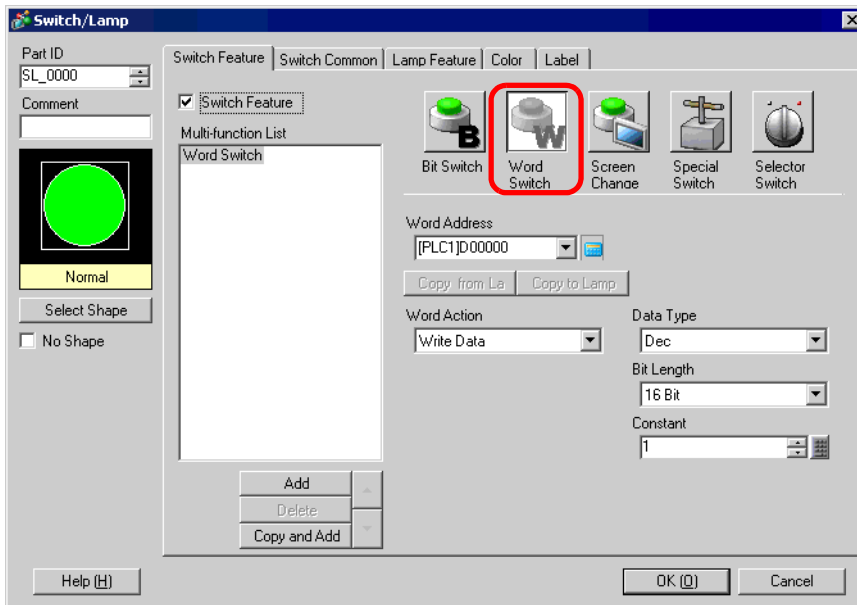 Switch/Lamp
Part ID
SL_0000
Comment
Normal
Select Shape
No Shape
Switch Feature
Switch Common
Lamp Feature
Color
Label
Switch Feature
Multi-function List
Word Switch
Add
Delete
Copy and Add
B
Bit Switch
W
Word
Switch
Screen
Change
Special
Switch
Selector
Switch
Word Address
[PLC1]D00000
Copy from La
Copy to Lamp
Word Action
Write Data
Data Type
Dec
Bit Length
16 Bit
Constant
1
Help (H)
OK (O)
Cancel